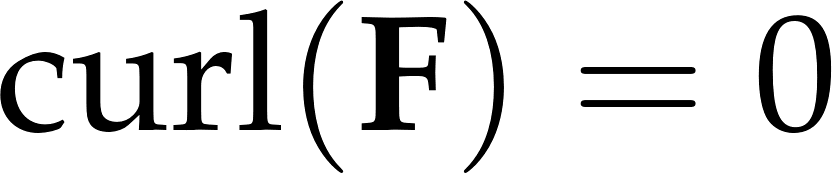 curl(𝐅) = 0